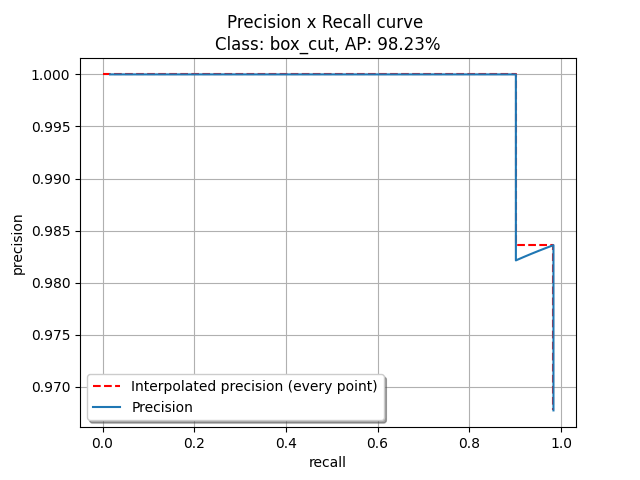 Precision x Recall curve
Class: box_cut, AP: 98.23%
1.000
0.995
0.990
0.985
0.980
0.975
0.970
precision
Interpolated precision (every point)
Precision
0.0 0.2 0.4 0.6 0.8 1.0
recall